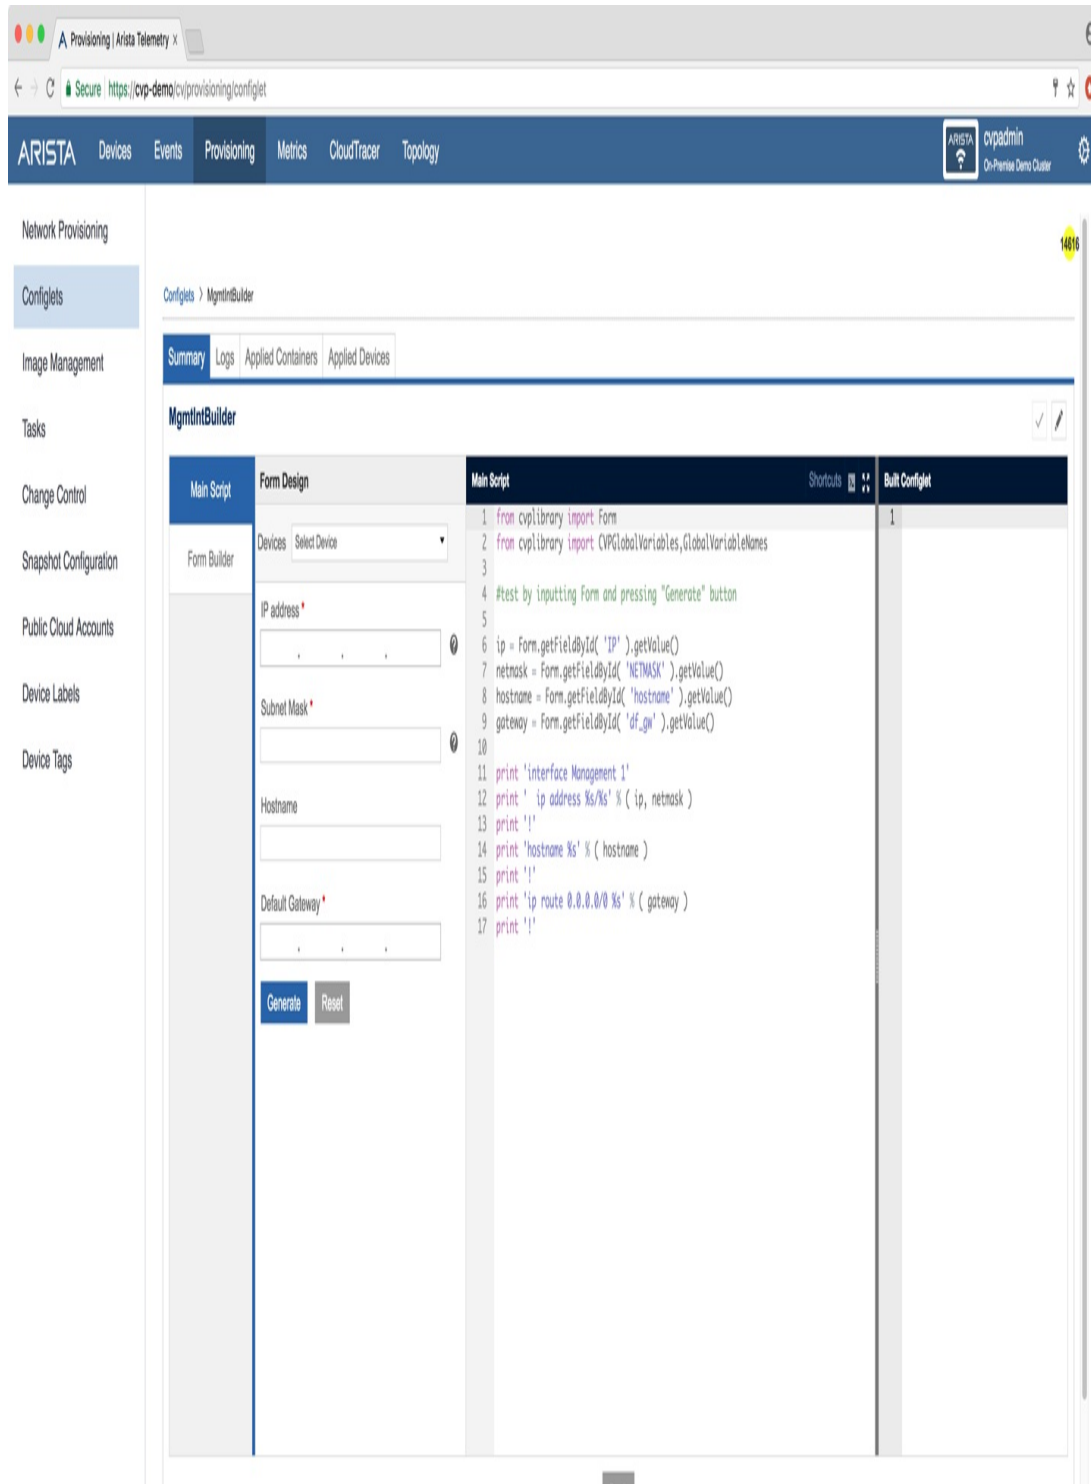 Provisioning | Arista Telemetry ×
Secure https://cvp-demo/cv/provisioning/configlet
ARISTA Devices Events Provisioning Metrics CloudTracer Topology
ARISTA cvpadmin
On-Premise Demo Cluster
Network Provisioning
Configlets
Image Management
Tasks
Change Control
Snapshot Configuration
Public Cloud Accounts
Device Labels
Device Tags
14616
Configlets > MgmtIntBuilder
Summary Logs Applied Containers Applied Devices
MgmtIntBuilder
Main Script
Form Builder
Form Design
Devices Select Device
IP address *
Subnet Mask *
Hostname
Default Gateway *
Generate Reset
Main Script Shortcuts
1 from cvplibrary import Form
2 from cvplibrary import CVPGlobalVariables,GlobalVariableNames
3
4 #test by inputting Form and pressing "Generate" button
5
6 ip = Form.getFieldById( 'IP' ).getValue()
7 netmask = Form.getFieldById( 'NETMASK' ).getValue()
8 hostname = Form.getFieldById( 'hostname' ).getValue()
9 gateway = Form.getFieldById( 'df_gw' ).getValue()
10
11 print 'interface Management 1'
12 print '  ip address %s/%s' % ( ip, netmask )
13 print '!'
14 print 'hostname %s' % ( hostname )
15 print '!'
16 print 'ip route 0.0.0.0/0 %s' % ( gateway )
17 print '!'
Built Configlet
1